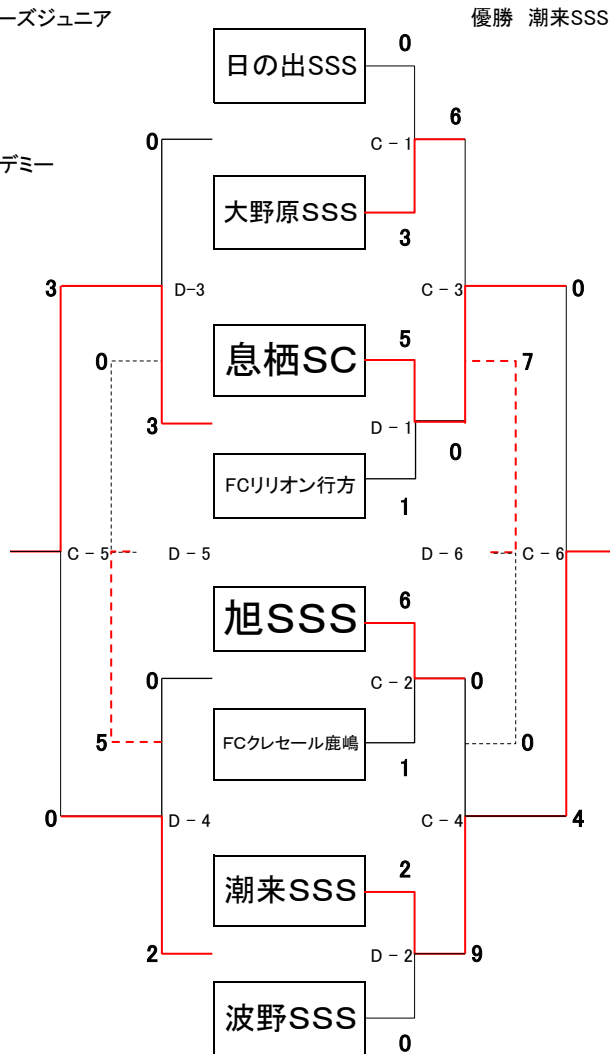 ーズジュニア
優勝 潮来SSS
0
日の出SSS
6
0
C－1
デミー
大野原SSS
3
3
D-3
C－3
0
息栖SC
5
0
7
3
D－1
0
FCリリオン行方
1
C－5
D－5
D－6
C－6
旭SSS
6
0
C－2
0
5
FCクレセール鹿嶋
1
0
0
D－4
C－4
4
潮来SSS
2
2
D－2
9
波野SSS
0